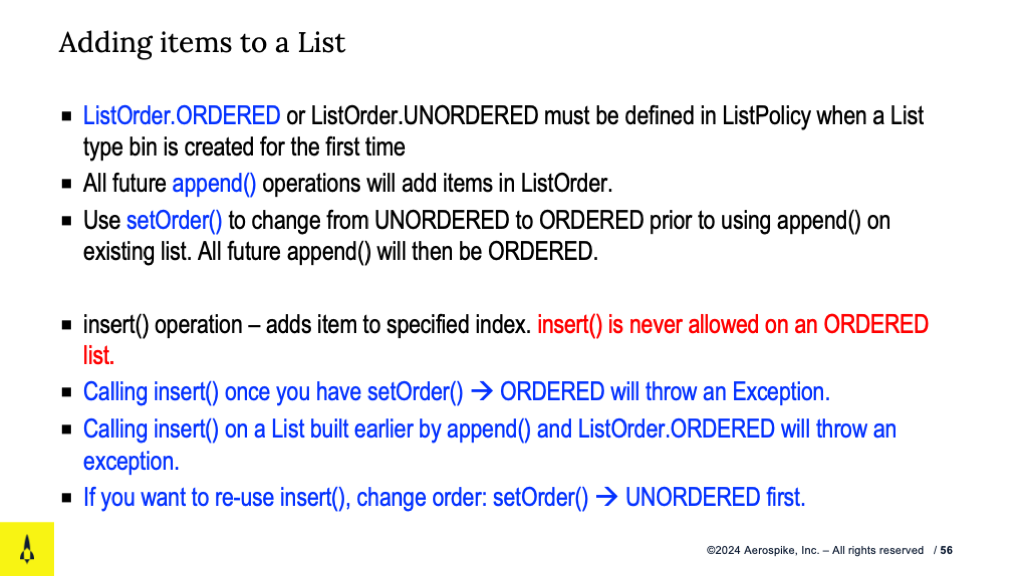 Adding items to a List
▪ ListOrder.ORDERED or ListOrder.UNORDERED must be defined in ListPolicy when a List
type bin is created for the first time
▪ All future append() operations will add items in ListOrder.
▪ Use setOrder() to change from UNORDERED to ORDERED prior to using append() on
existing list. All future append() will then be ORDERED.
▪ insert() operation – adds item to specified index. insert() is never allowed on an ORDERED
list.
▪ Calling insert() once you have setOrder() → ORDERED will throw an Exception.
▪ Calling insert() on a List built earlier by append() and ListOrder.ORDERED will throw an
exception.
▪ If you want to re-use insert(), change order: setOrder() → UNORDERED first.
©2024 Aerospike, Inc. – All rights reserved / 56